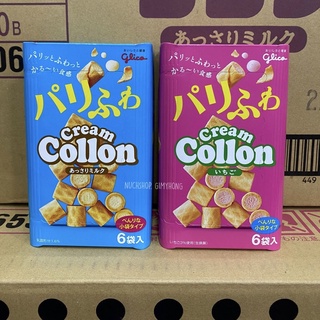 あっさりミルク
パリッとふわっと
かる〜い食感
glico
パリふわ
Cream
Collon
あっさりミルク
べんりな
小袋タイプ
6袋入
パリッとふわっと
かる〜い食感
glico
パリふわ
Cream
Collon
いちご
べんりな
小袋タイプ
6袋入
NUCHSHOP GIMYHONG
449